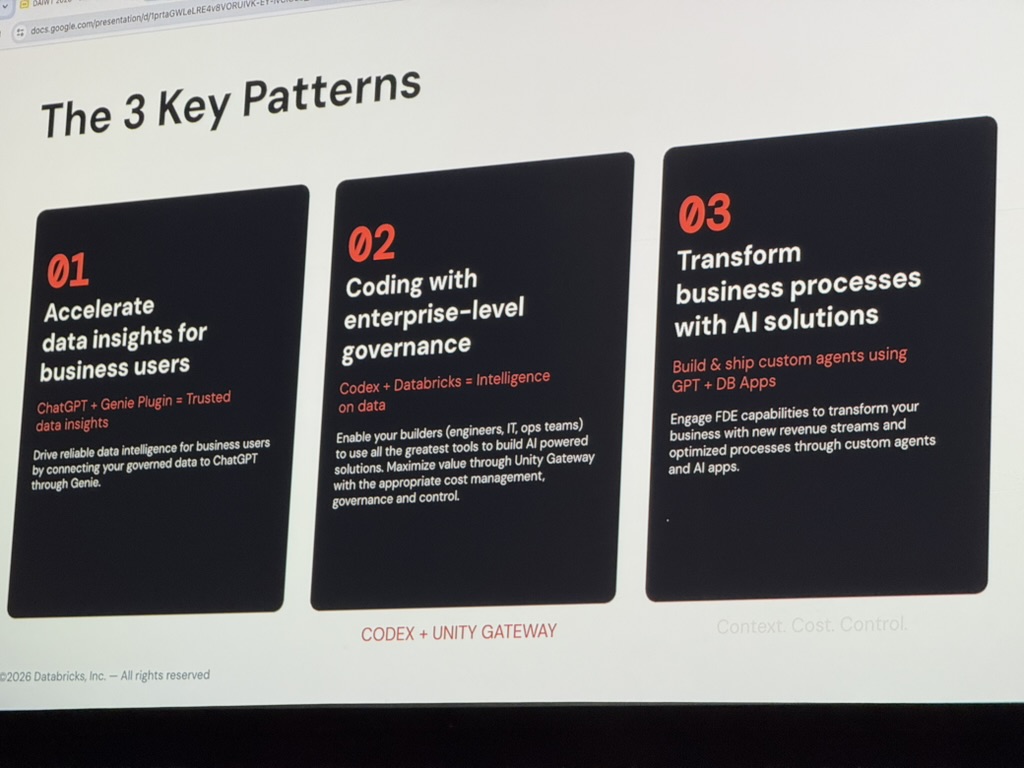 docs.google.com/presentation/d/1prtaGWLeLRE4v8VORUIVK-EY-
The 3 Key Patterns
01
Accelerate
data insights for
business users
ChatGPT + Genie Plugin = Trusted
data insights
Drive reliable data intelligence for business users
by connecting your governed data to ChatGPT
through Genie.
02
Coding with
enterprise-level
governance
Codex + Databricks = Intelligence
on data
Enable your builders (engineers, IT, ops teams)
to use all the greatest tools to build AI powered
solutions. Maximize value through Unity Gateway
with the appropriate cost management,
governance and control.
03
Transform
business processes
with AI solutions
Build & ship custom agents using
GPT + DB Apps
Engage FDE capabilities to transform your
business with new revenue streams and
optimized processes through custom agents
and AI apps.
CODEX + UNITY GATEWAY
Context. Cost. Control.
©2026 Databricks, Inc. — All rights reserved